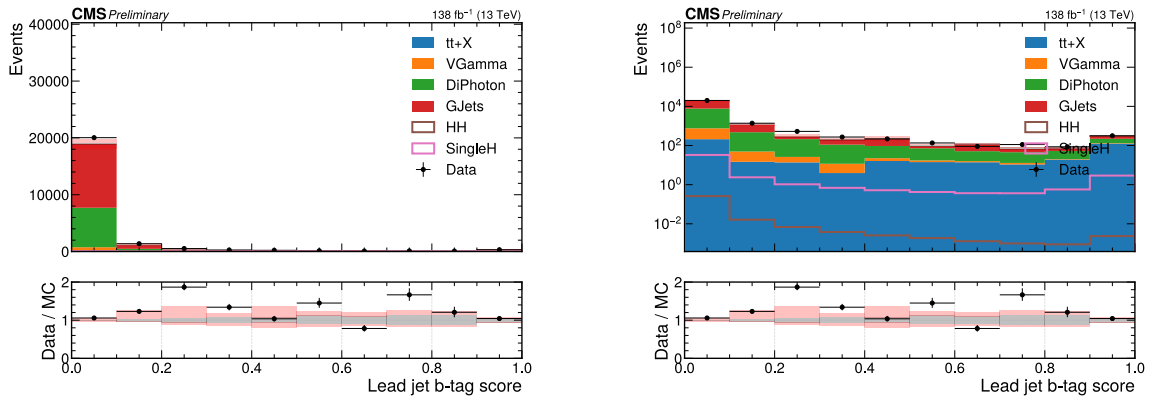 CMS Preliminary 138 fb⁻¹ (13 TeV)
Events
40000
30000
20000
10000
0
tt+X
VGamma
DiPhoton
GJets
HH
SingleH
Data
Data / MC
2
1
0
0.0 0.2 0.4 0.6 0.8 1.0
Lead jet b-tag score
CMS Preliminary 138 fb⁻¹ (13 TeV)
Events
10⁸
10⁶
10⁴
10²
10⁰
10⁻²
tt+X
VGamma
DiPhoton
GJets
HH
SingleH
Data
Data / MC
2
1
0
0.0 0.2 0.4 0.6 0.8 1.0
Lead jet b-tag score